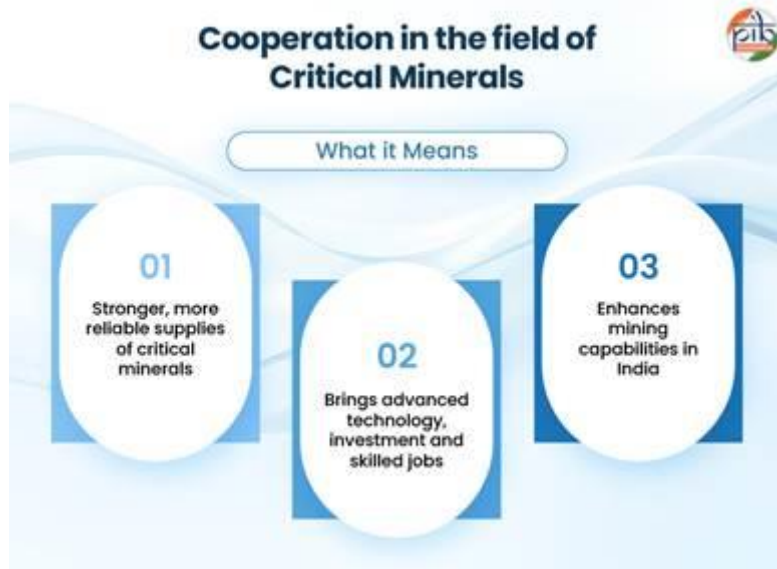 Cooperation in the field of
Critical Minerals
pib
What it Means
01
Stronger, more
reliable supplies
of critical
minerals
02
Brings advanced
technology,
investment and
skilled jobs
03
Enhances
mining
capabilities in
India